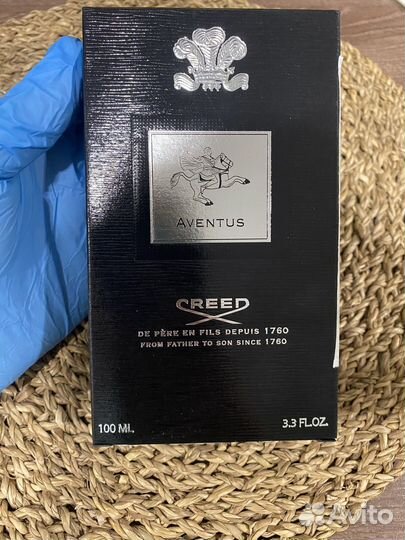 AVENTUS
CREED
DE PÈRE EN FILS DEPUIS 1760
FROM FATHER TO SON SINCE 1760
100 ML. 3.3 FL.OZ.
Avito